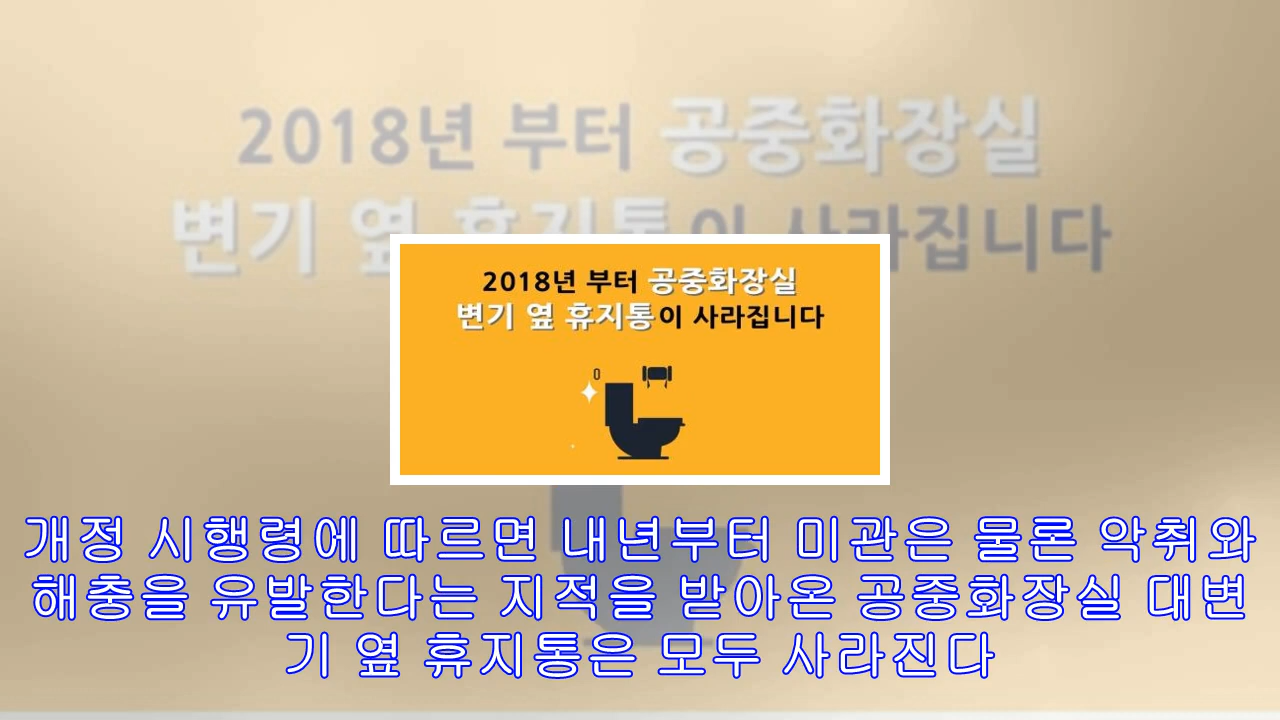 2018년 부터 공중화장실
변기 옆 휴지통이 사라집니다
2018년 부터 공중화장실
변기 옆 휴지통이 사라집니다
개정 시행령에 따르면 내년부터 미관은 물론 악취와
해충을 유발한다는 지적을 받아온 공중화장실 대변
기 옆 휴지통은 모두 사라진다